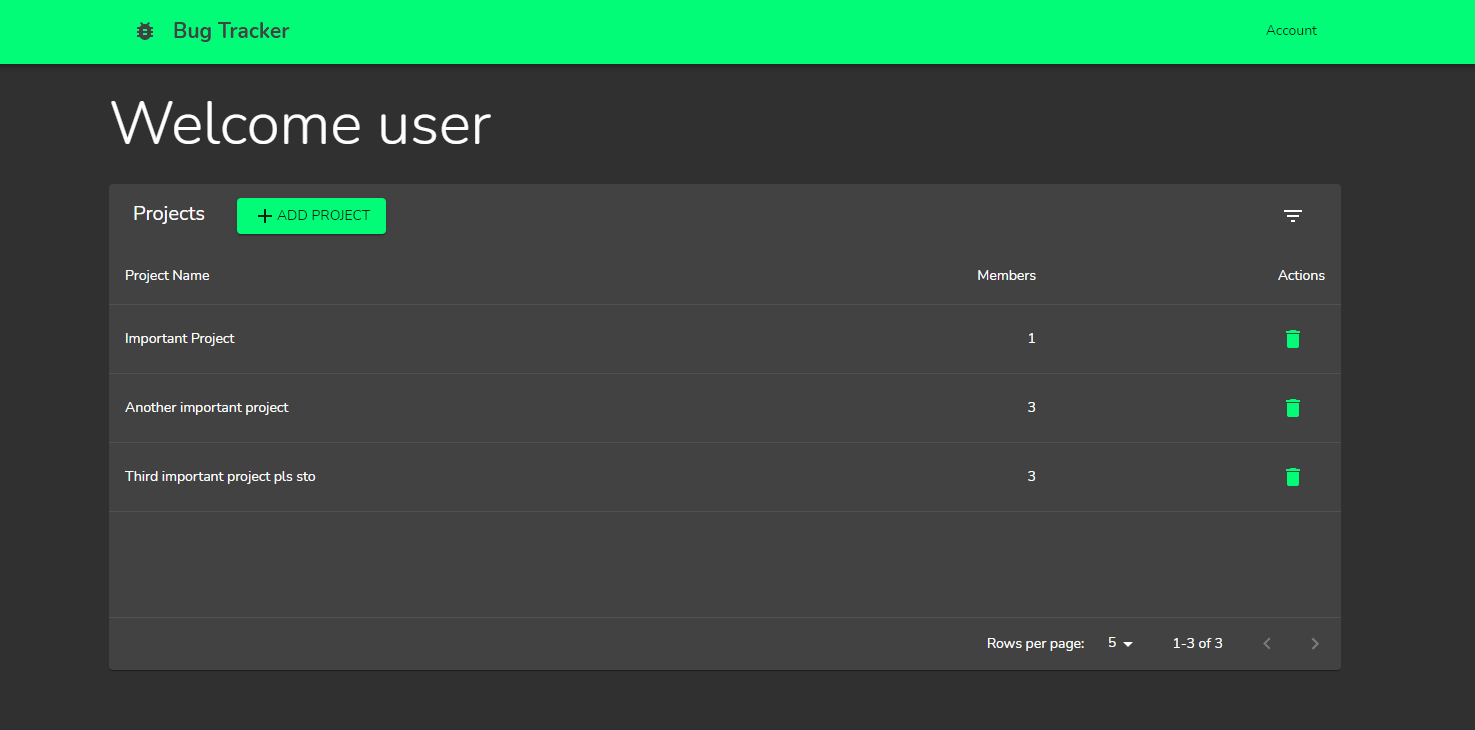 Bug Tracker Account
Welcome user
Projects ADD PROJECT
Project Name Members Actions
Important Project 1
Another important project 3
Third important project pls sto 3
Rows per page: 5 1-3 of 3